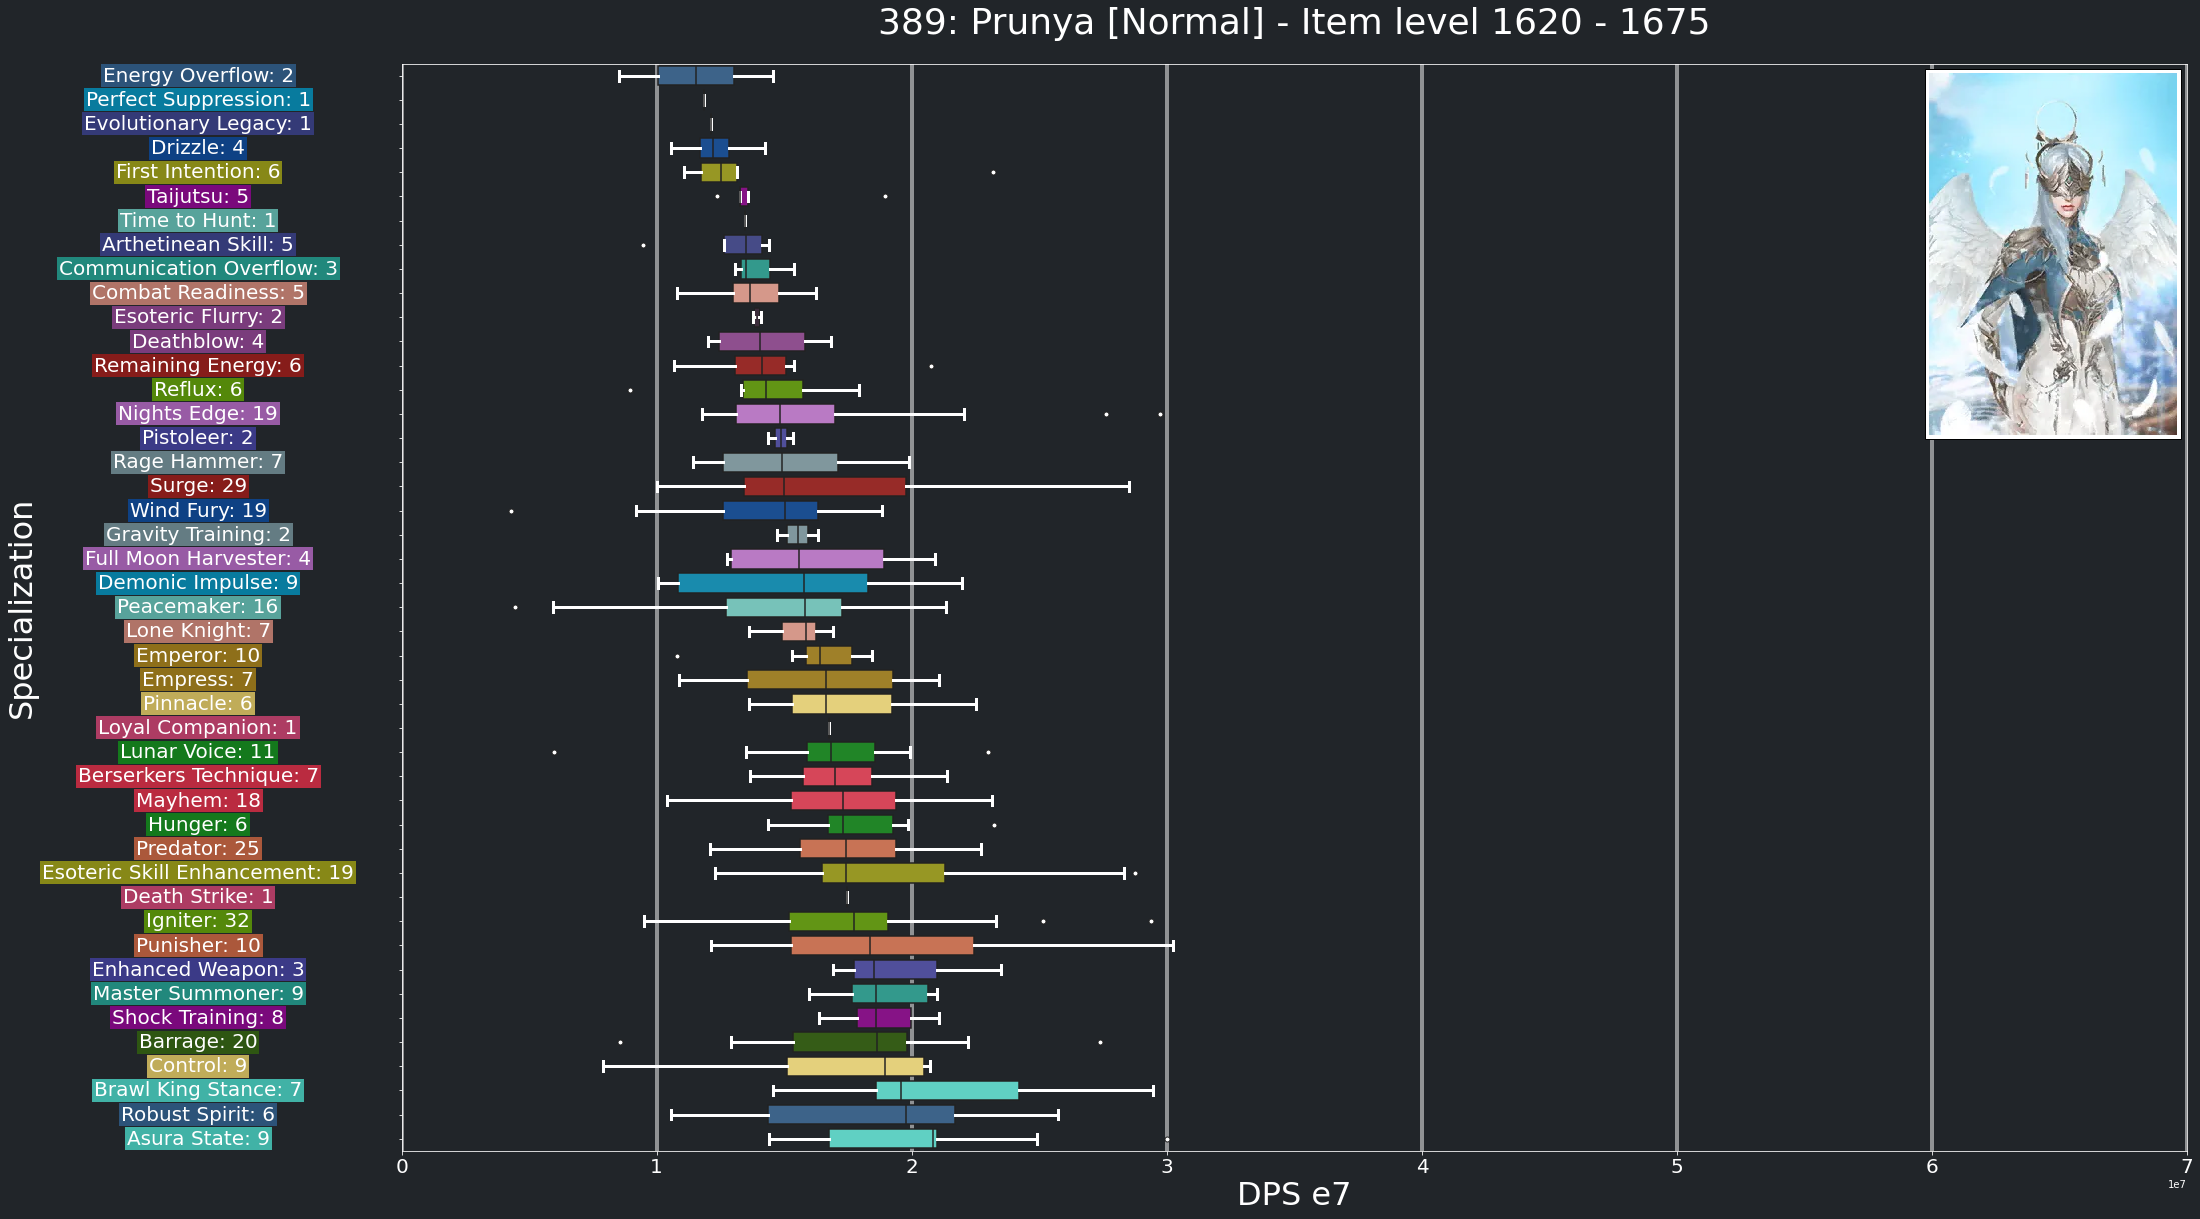 389: Prunya [Normal] - Item level 1620 - 1675
Specialization
Energy Overflow: 2
Perfect Suppression: 1
Evolutionary Legacy: 1
Drizzle: 4
First Intention: 6
Taijutsu: 5
Time to Hunt: 1
Arthetinean Skill: 5
Communication Overflow: 3
Combat Readiness: 5
Esoteric Flurry: 2
Deathblow: 4
Remaining Energy: 6
Reflux: 6
Nights Edge: 19
Pistoleer: 2
Rage Hammer: 7
Surge: 29
Wind Fury: 19
Gravity Training: 2
Full Moon Harvester: 4
Demonic Impulse: 9
Peacemaker: 16
Lone Knight: 7
Emperor: 10
Empress: 7
Pinnacle: 6
Loyal Companion: 1
Lunar Voice: 11
Berserkers Technique: 7
Mayhem: 18
Hunger: 6
Predator: 25
Esoteric Skill Enhancement: 19
Death Strike: 1
Igniter: 32
Punisher: 10
Enhanced Weapon: 3
Master Summoner: 9
Shock Training: 8
Barrage: 20
Control: 9
Brawl King Stance: 7
Robust Spirit: 6
Asura State: 9
0 1 2 3 4 5 6 7
1e7
DPS e7